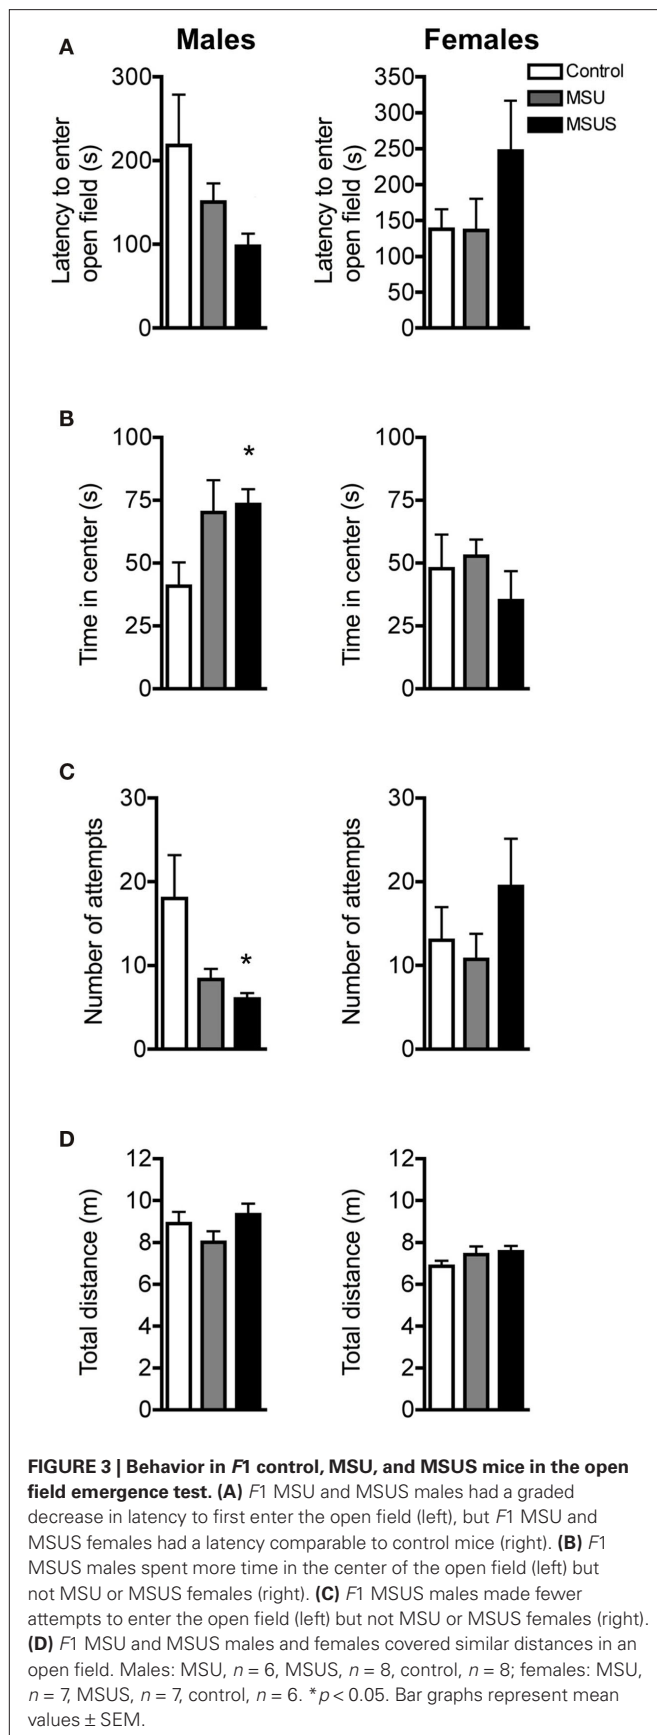 A
Males
Females
Control
MSU
MSUS
Latency to enter
open field (s)
300
200
100
0
Latency to enter
open field (s)
350
300
250
200
150
100
50
0
B
Time in center (s)
100
75
50
25
0
*
Time in center (s)
100
75
50
25
0
C
Number of attempts
30
20
10
0
*
Number of attempts
30
20
10
0
D
Total distance (m)
12
10
8
6
4
2
0
Total distance (m)
12
10
8
6
4
2
0
FIGURE 3 | Behavior in F1 control, MSU, and MSUS mice in the open
field emergence test. (A) F1 MSU and MSUS males had a graded
decrease in latency to first enter the open field (left), but F1 MSU and
MSUS females had a latency comparable to control mice (right). (B) F1
MSUS males spent more time in the center of the open field (left) but
not MSU or MSUS females (right). (C) F1 MSUS males made fewer
attempts to enter the open field (left) but not MSU or MSUS females (right).
(D) F1 MSU and MSUS males and females covered similar distances in an
open field. Males: MSU, n = 6, MSUS, n = 8, control, n = 8; females: MSU,
n = 7, MSUS, n = 7, control, n = 6. *p < 0.05. Bar graphs represent mean
values ± SEM.